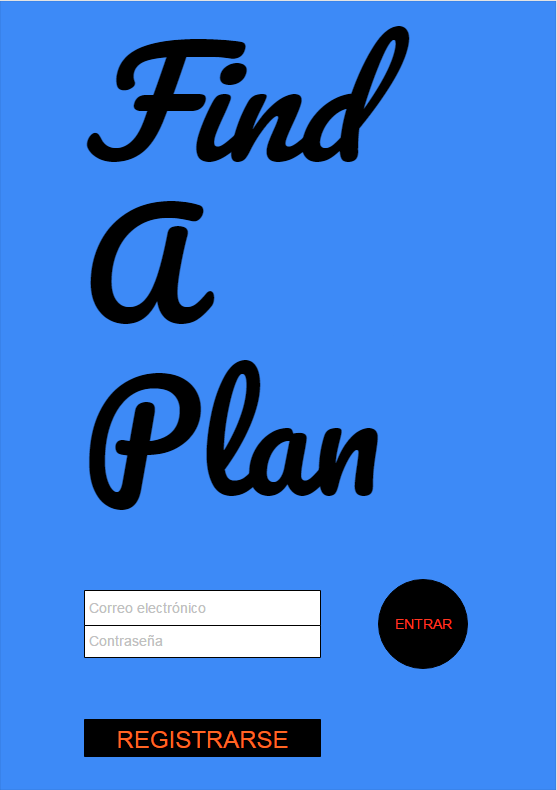 Find
A
Plan
Correo electrónico
Contraseña
ENTRAR
REGISTRARSE